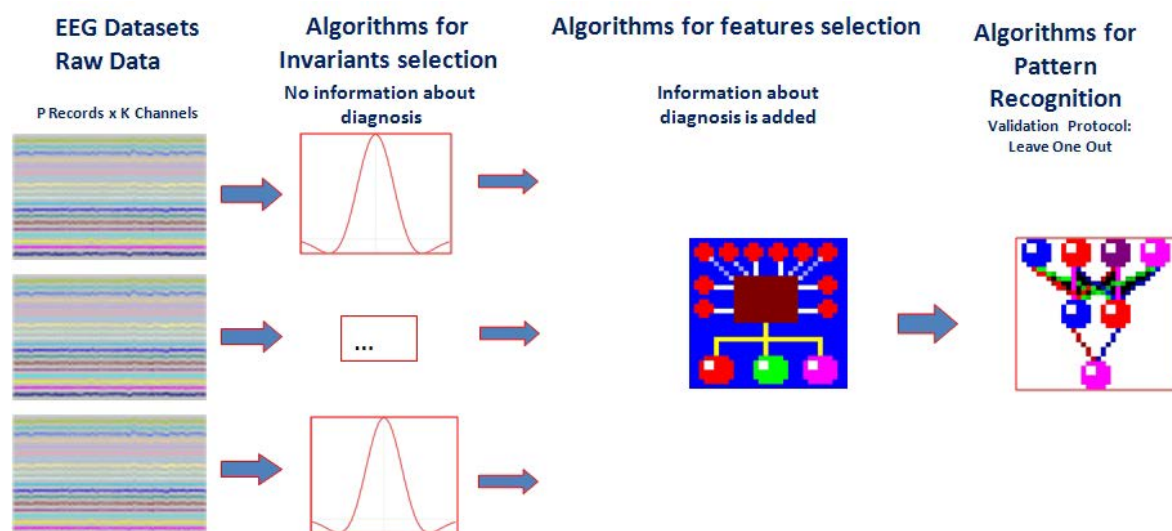 EEG Datasets
Raw Data
P Records x K Channels
Algorithms for
Invariants selection
No information about
diagnosis
...
Algorithms for features selection
Information about
diagnosis is added
Algorithms for
Pattern
Recognition
Validation Protocol:
Leave One Out